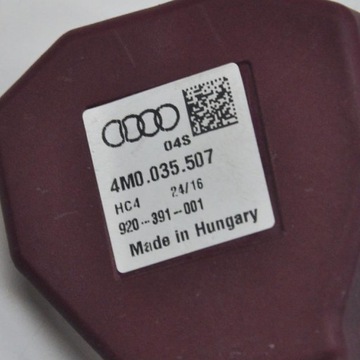 04S
4M0.035.507
HC4 24/16
920-391-001
Made in Hungary